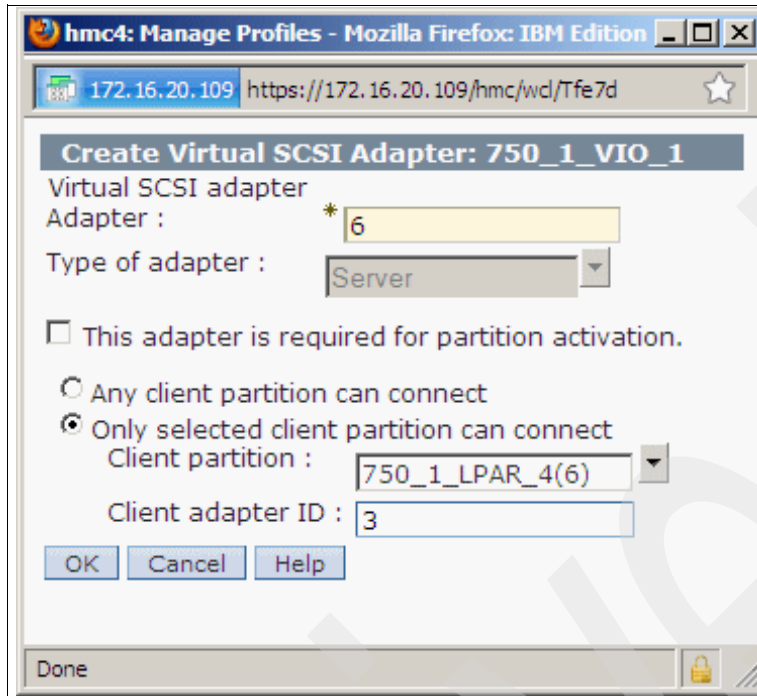 hmc4: Manage Profiles - Mozilla Firefox: IBM Edition
172.16.20.109 https://172.16.20.109/hmc/wcl/Tfe7d
Create Virtual SCSI Adapter: 750_1_VIO_1
Virtual SCSI adapter
Adapter : * 6
Type of adapter : Server
This adapter is required for partition activation.
Any client partition can connect
Only selected client partition can connect
Client partition : 750_1_LPAR_4(6)
Client adapter ID : 3
OK Cancel Help
Done